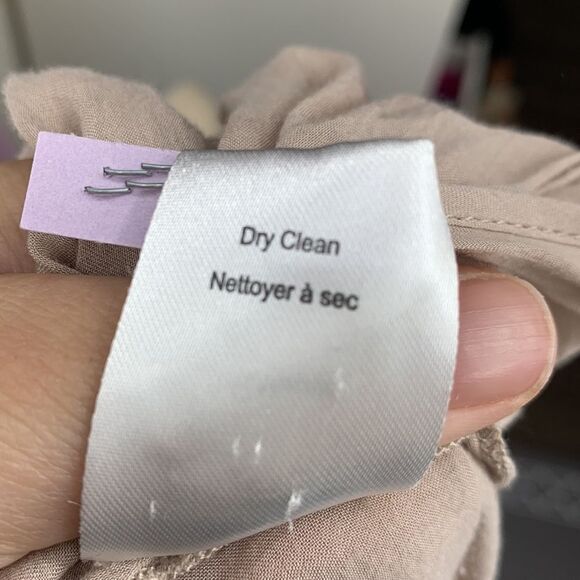 Dry Clean
Nettoyer à sec